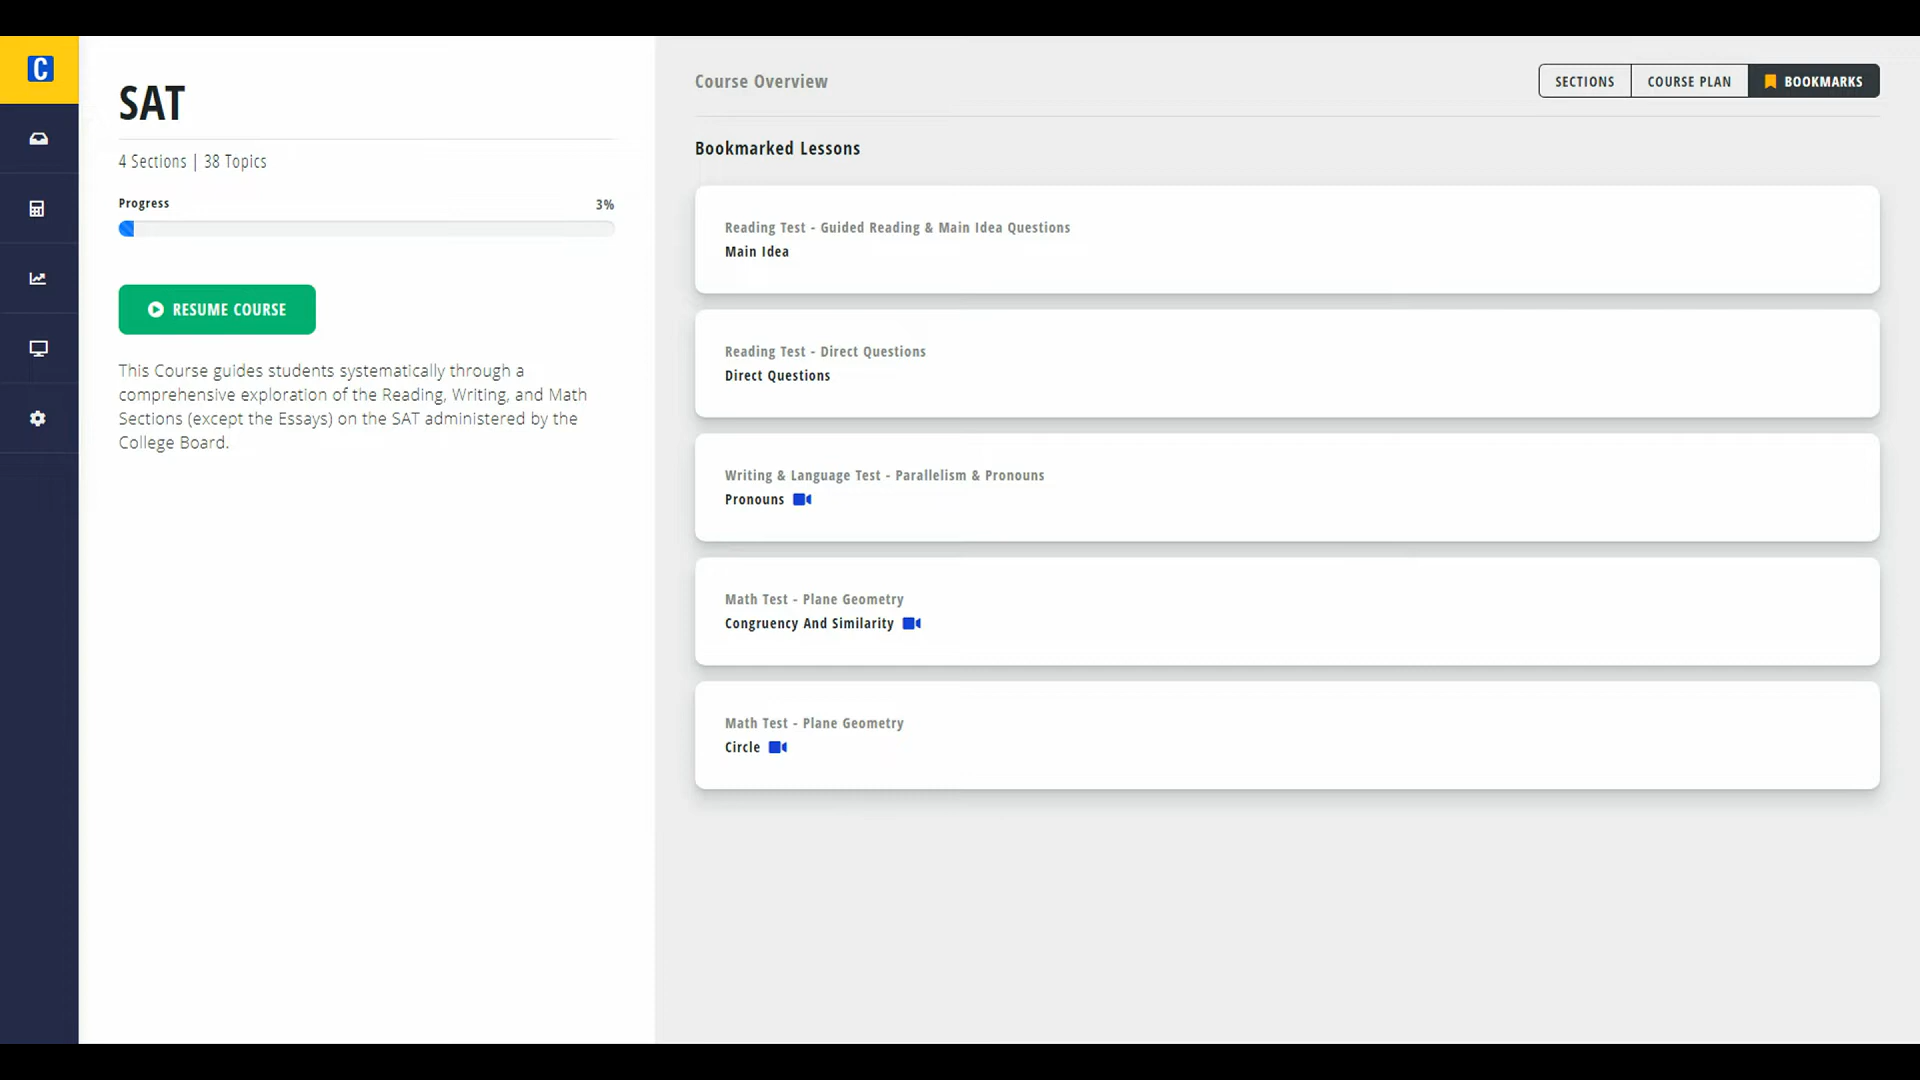 C
SAT
4 Sections | 38 Topics
Progress
3%
RESUME COURSE
This Course guides students systematically through a
comprehensive exploration of the Reading, Writing, and Math
Sections (except the Essays) on the SAT administered by the
College Board.
Course Overview
SECTIONS
COURSE PLAN
BOOKMARKS
Bookmarked Lessons
Reading Test - Guided Reading & Main Idea Questions
Main Idea
Reading Test - Direct Questions
Direct Questions
Writing & Language Test - Parallelism & Pronouns
Pronouns
Math Test - Plane Geometry
Congruency And Similarity
Math Test - Plane Geometry
Circle